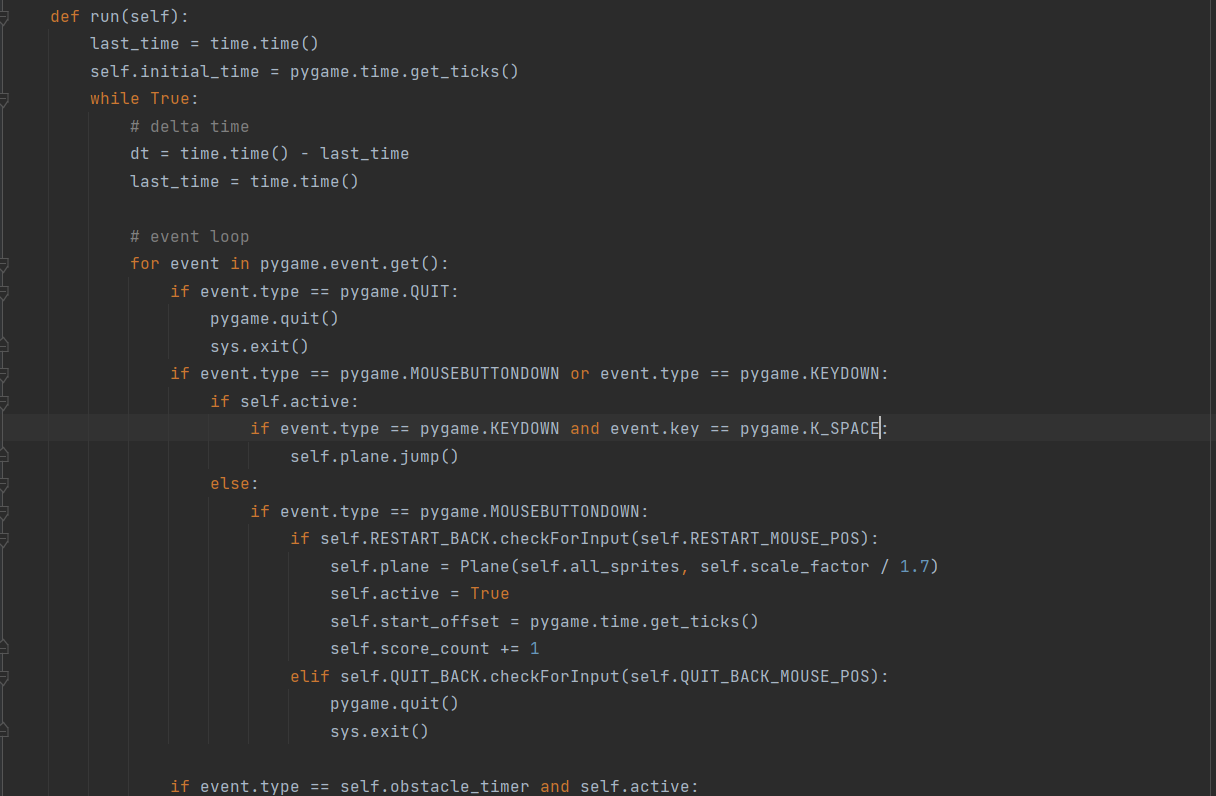 def run(self):
    last_time = time.time()
    self.initial_time = pygame.time.get_ticks()
    while True:
        # delta time
        dt = time.time() - last_time
        last_time = time.time()

        # event loop
        for event in pygame.event.get():
            if event.type == pygame.QUIT:
                pygame.quit()
                sys.exit()
            if event.type == pygame.MOUSEBUTTONDOWN or event.type == pygame.KEYDOWN:
                if self.active:
                    if event.type == pygame.KEYDOWN and event.key == pygame.K_SPACE:
                        self.plane.jump()
                else:
                    if event.type == pygame.MOUSEBUTTONDOWN:
                        if self.RESTART_BACK.checkForInput(self.RESTART_MOUSE_POS):
                            self.plane = Plane(self.all_sprites, self.scale_factor / 1.7)
                            self.active = True
                            self.start_offset = pygame.time.get_ticks()
                            self.score_count += 1
                        elif self.QUIT_BACK.checkForInput(self.QUIT_BACK_MOUSE_POS):
                            pygame.quit()
                            sys.exit()

            if event.type == self.obstacle_timer and self.active: